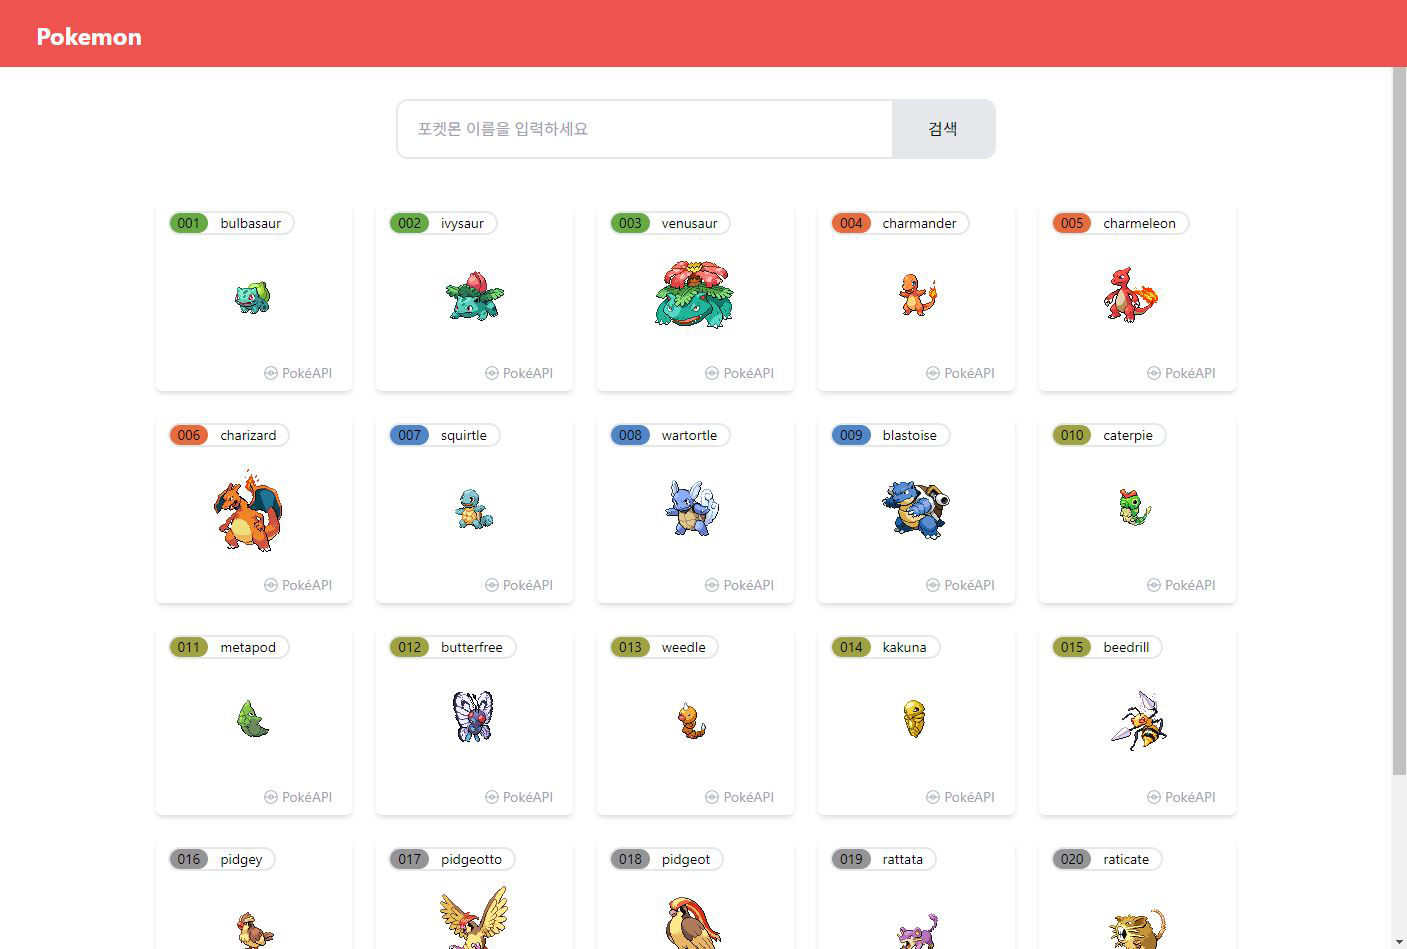 Pokemon
포켓몬 이름을 입력하세요 검색
001 bulbasaur 002 ivysaur 003 venusaur 004 charmander 005 charmeleon
PokéAPI PokéAPI PokéAPI PokéAPI PokéAPI
006 charizard 007 squirtle 008 wartortle 009 blastoise 010 caterpie
PokéAPI PokéAPI PokéAPI PokéAPI PokéAPI
011 metapod 012 butterfree 013 weedle 014 kakuna 015 beedrill
PokéAPI PokéAPI PokéAPI PokéAPI PokéAPI
016 pidgey 017 pidgeotto 018 pidgeot 019 rattata 020 raticate